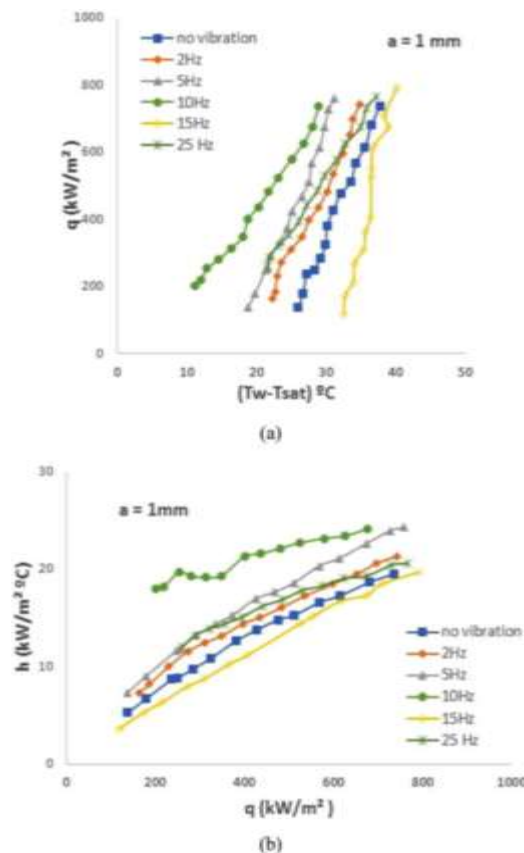 1000
800
600
400
200
0
q (kW/m²)
no vibration
2Hz
5Hz
10Hz
15Hz
25 Hz
a = 1 mm
0 10 20 30 40 50
(Tw-Tsat) ºC
(a)
30
20
10
0
h (kW/m² ºC)
a = 1mm
no vibration
2Hz
5Hz
10Hz
15Hz
25 Hz
0 200 400 600 800 1000
q (kW/m²)
(b)